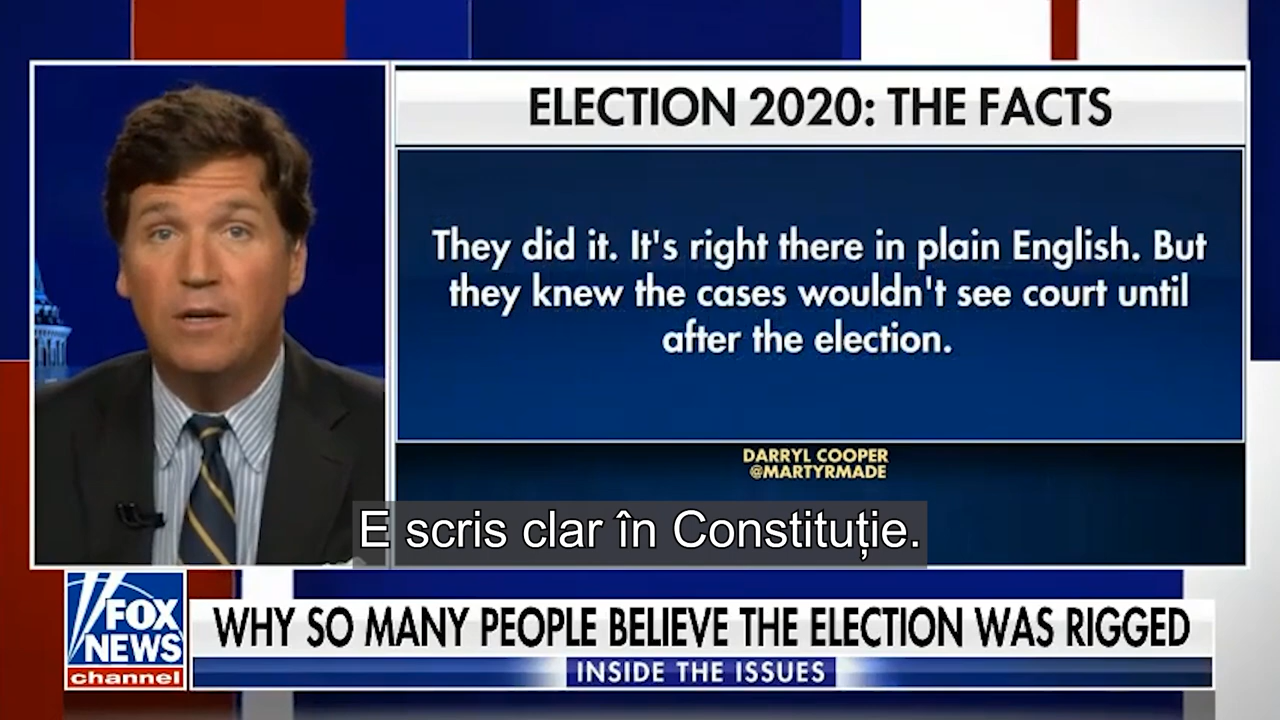 ELECTION 2020: THE FACTS
They did it. It's right there in plain English. But
they knew the cases wouldn't see court until
after the election.
DARRYL COOPER
@MARTYRMADE
E scris clar în Constituție.
FOX
NEWS
channel
WHY SO MANY PEOPLE BELIEVE THE ELECTION WAS RIGGED
INSIDE THE ISSUES